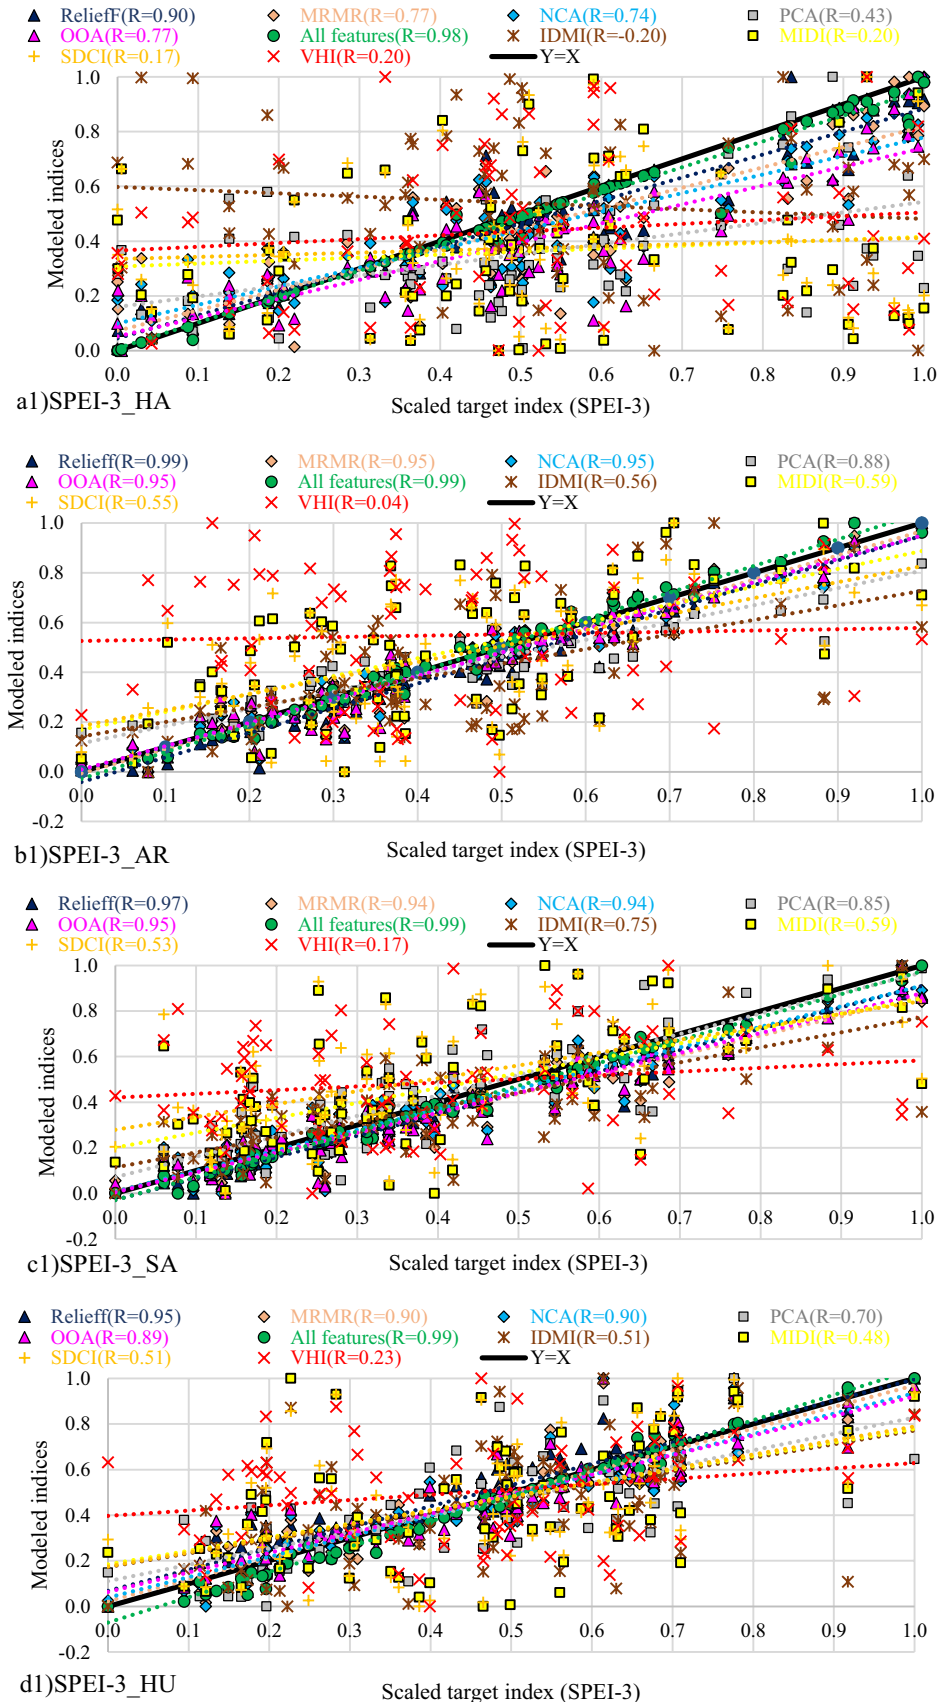 ReliefF(R=0.90) MRMR(R=0.77) NCA(R=0.74) PCA(R=0.43)
OOA(R=0.77) All features(R=0.98) IDMI(R=-0.20) MIDI(R=0.20)
SDCI(R=0.17) VHI(R=0.20) Y=X
1.0
0.8
0.6
0.4
0.2
0.0
Modeled indices
0.0 0.1 0.2 0.3 0.4 0.5 0.6 0.7 0.8 0.9 1.0
a1)SPEI-3_HA Scaled target index (SPEI-3)
Relieff(R=0.99) MRMR(R=0.95) NCA(R=0.95) PCA(R=0.88)
OOA(R=0.95) All features(R=0.99) IDMI(R=0.56) MIDI(R=0.59)
SDCI(R=0.55) VHI(R=0.04) Y=X
1.0
0.8
0.6
0.4
0.2
0.0
-0.2
Modeled indices
0.0 0.1 0.2 0.3 0.4 0.5 0.6 0.7 0.8 0.9 1.0
b1)SPEI-3_AR Scaled target index (SPEI-3)
Relieff(R=0.97) MRMR(R=0.94) NCA(R=0.94) PCA(R=0.85)
OOA(R=0.95) All features(R=0.99) IDMI(R=0.75) MIDI(R=0.59)
SDCI(R=0.53) VHI(R=0.17) Y=X
1.0
0.8
0.6
0.4
0.2
0.0
-0.2
Modeled indices
0.0 0.1 0.2 0.3 0.4 0.5 0.6 0.7 0.8 0.9 1.0
c1)SPEI-3_SA Scaled target index (SPEI-3)
Relieff(R=0.95) MRMR(R=0.90) NCA(R=0.90) PCA(R=0.70)
OOA(R=0.89) All features(R=0.99) IDMI(R=0.51) MIDI(R=0.48)
SDCI(R=0.51) VHI(R=0.23) Y=X
1.0
0.8
0.6
0.4
0.2
0.0
-0.2
Modeled indices
0.0 0.1 0.2 0.3 0.4 0.5 0.6 0.7 0.8 0.9 1.0
d1)SPEI-3_HU Scaled target index (SPEI-3)